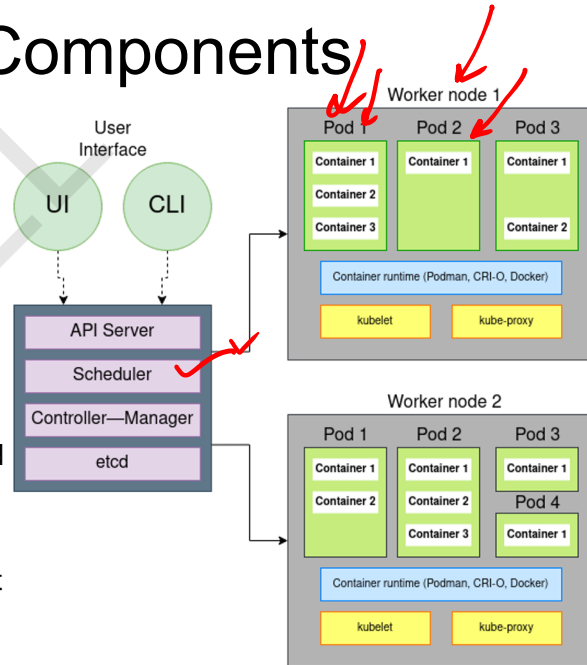 Components
User
Interface
UI
CLI
API Server
Scheduler
Controller—Manager
etcd
Worker node 1
Pod 1
Pod 2
Pod 3
Container 1
Container 2
Container 3
Container 1
Container 1
Container 2
Container runtime (Podman, CRI-O, Docker)
kubelet
kube-proxy
Worker node 2
Pod 1
Pod 2
Pod 3
Container 1
Container 2
Container 1
Container 2
Container 3
Container 1
Pod 4
Container 1
Container runtime (Podman, CRI-O, Docker)
kubelet
kube-proxy